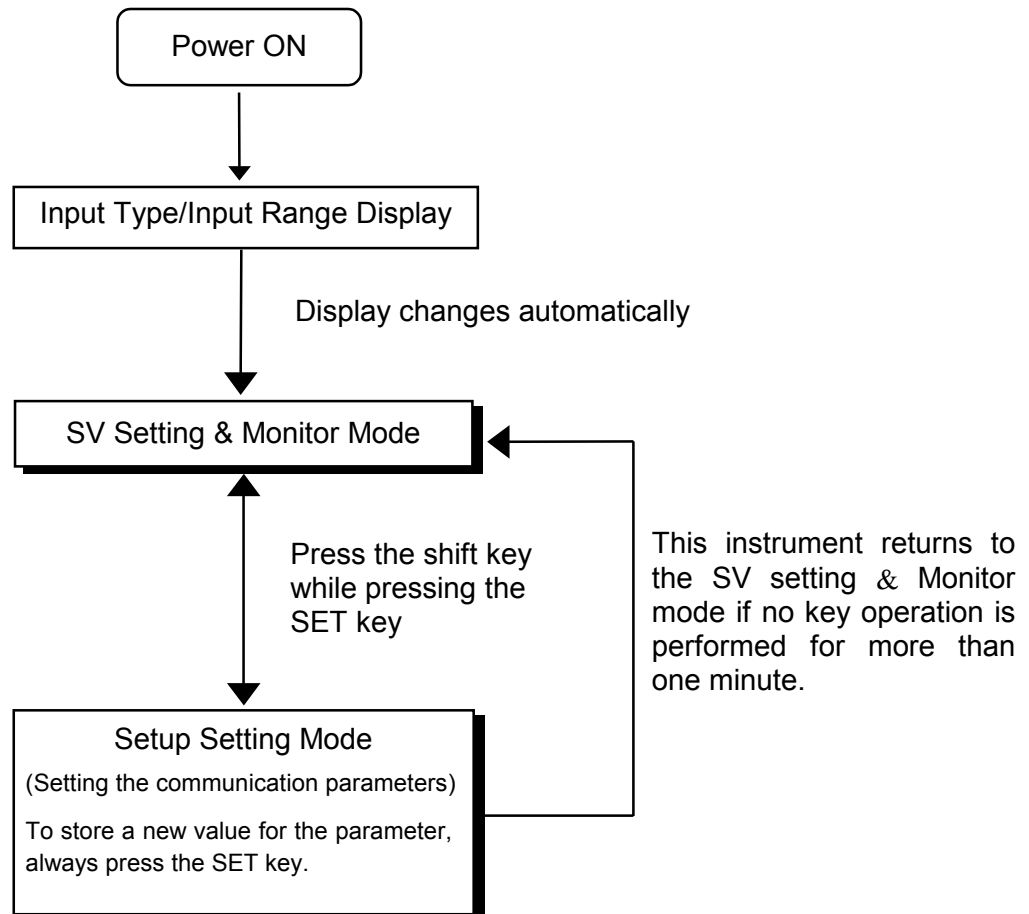 Power ON
Input Type/Input Range Display
Display changes automatically
SV Setting & Monitor Mode
Press the shift key
while pressing the
SET key
This instrument returns to
the SV setting & Monitor
mode if no key operation is
performed for more than
one minute.
Setup Setting Mode
(Setting the communication parameters)
To store a new value for the parameter,
always press the SET key.